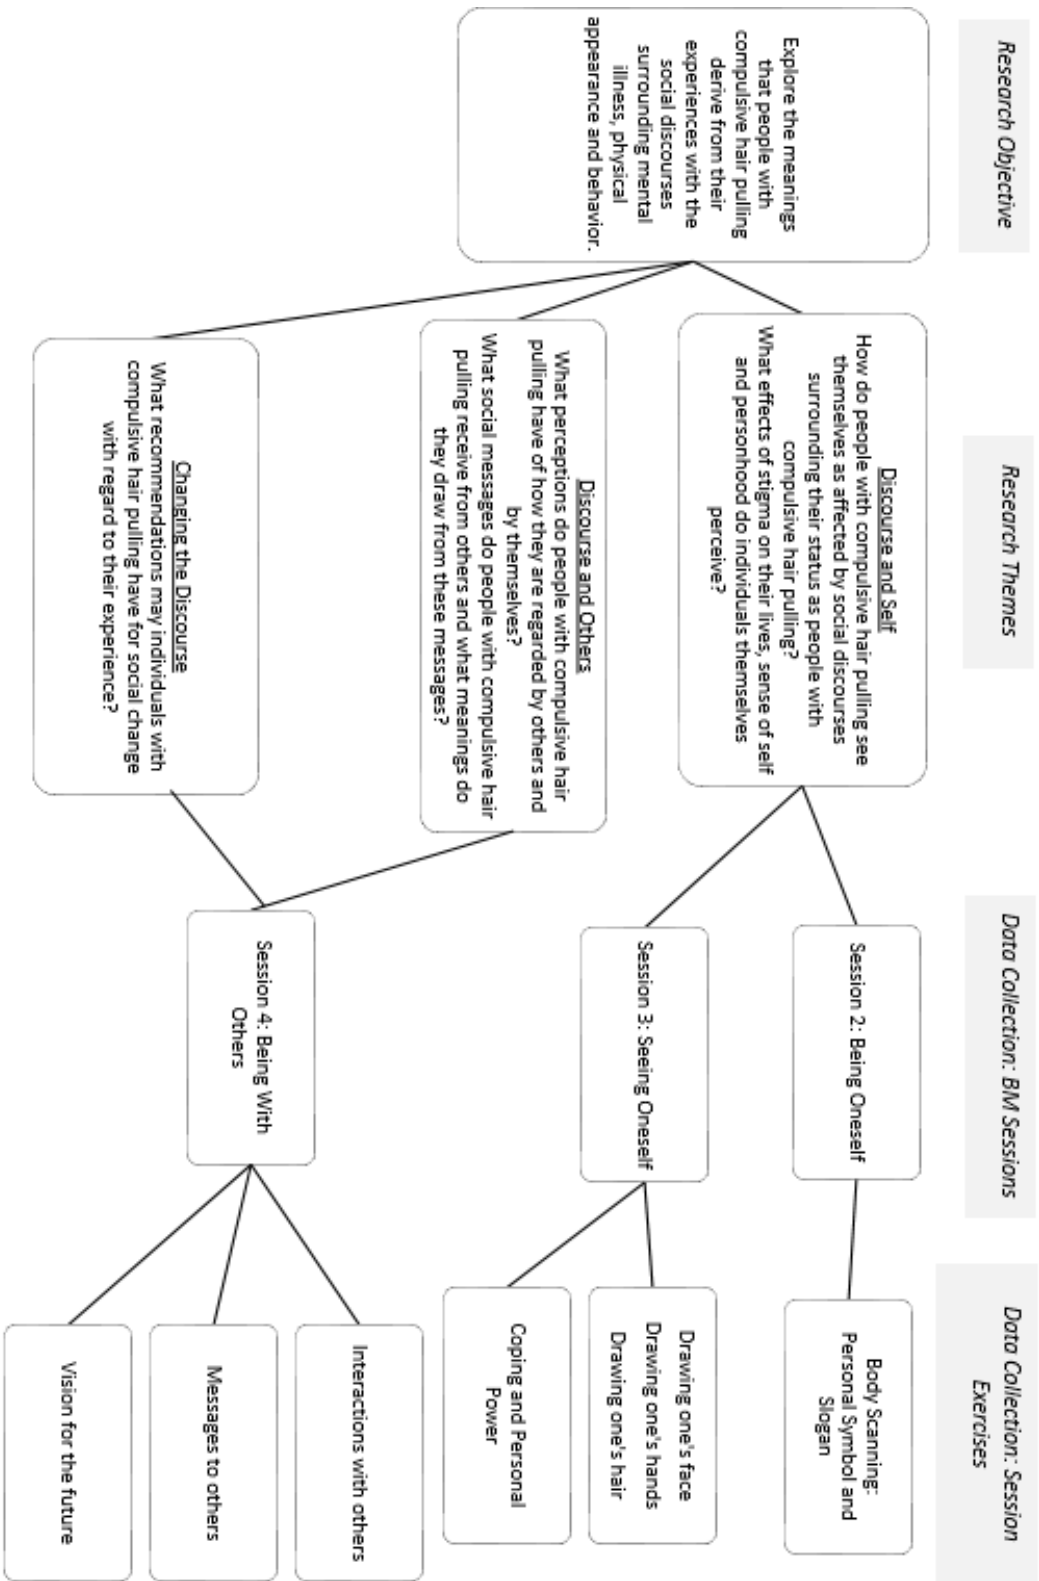 Research Objective
Research Themes
Data Collection: BM Sessions
Data Collection: Session
Exercises
Explore the meanings
that people with
compulsive hair pulling
derive from their
experiences with the
social discourses
surrounding mental
illness, physical
appearance and behavior.
Discourse and Self
How do people with compulsive hair pulling see
themselves as affected by social discourses
surrounding their status as people with
compulsive hair pulling?
What effects of stigma on their lives, sense of self
and personhood do individuals themselves
perceive?
Discourse and Others
What perceptions do people with compulsive hair
pulling have of how they are regarded by others and
by themselves?
What social messages do people with compulsive hair
pulling receive from others and what meanings do
they draw from these messages?
Changing the Discourse
What recommendations may individuals with
compulsive hair pulling have for social change
with regard to their experience?
Session 2: Being Oneself
Session 3: Seeing Oneself
Session 4: Being With
Others
Body Scanning:
Personal Symbol and
Slogan
Drawing one's face
Drawing one's hands
Drawing one's hair
Coping and Personal
Power
Interactions with others
Messages to others
Vision for the future